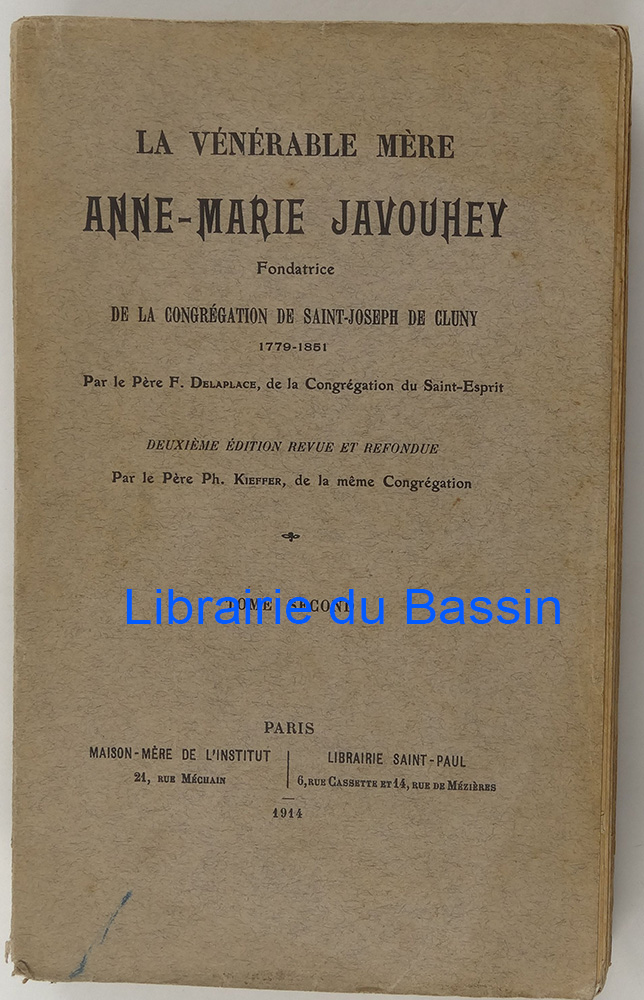 LA VÉNÉRABLE MÈRE
ANNE-MARIE JAVOUHEY
Fondatrice
DE LA CONGRÉGATION DE SAINT-JOSEPH DE CLUNY
1779-1851
Par le Père F. DELAPLACE, de la Congrégation du Saint-Esprit
DEUXIÈME ÉDITION REVUE ET REFONDUE
Par le Père Ph. KIEFFER, de la même Congrégation
TOME SECOND
Librairie du Bassin
PARIS
MAISON-MÈRE DE L'INSTITUT
21, RUE MÉCHAIN
LIBRAIRIE SAINT-PAUL
6, RUE CASSETTE ET 14, RUE DE MÉZIÈRES
1914